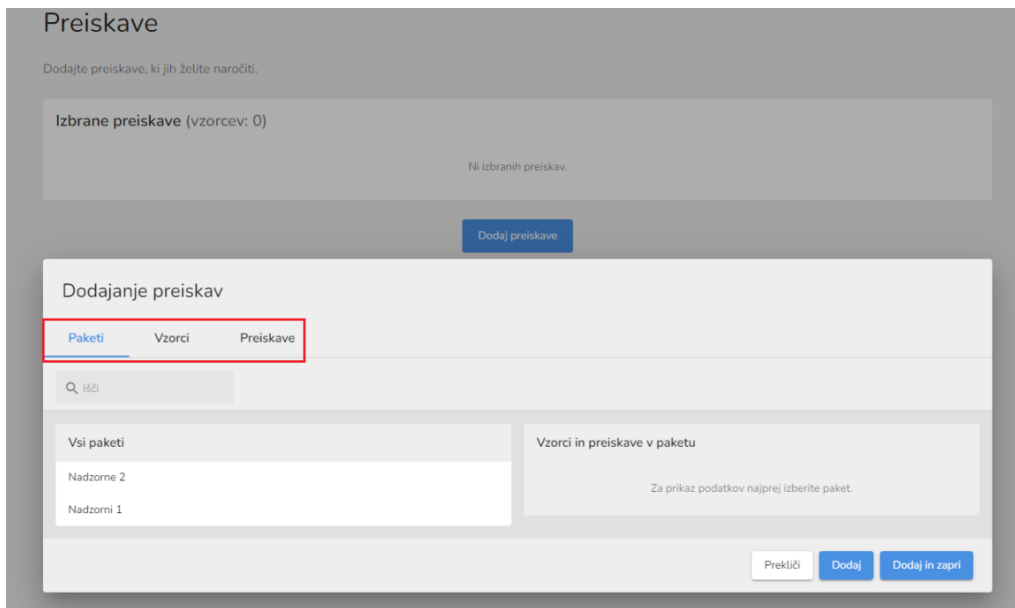 Preiskave
Dodajte preiskave, ki jih želite naročiti.
Izbrane preiskave (vzorcev: 0)
Ni izbranih preiskav.
Dodaj preiskave
Dodajanje preiskav
Paketi Vzorci Preiskave
Išči
Vsi paketi
Nadzorne 2
Nadzorni 1
Vzorci in preiskave v paketu
Za prikaz podatkov najprej izberite paket.
Prekliči Dodaj Dodaj in zapri